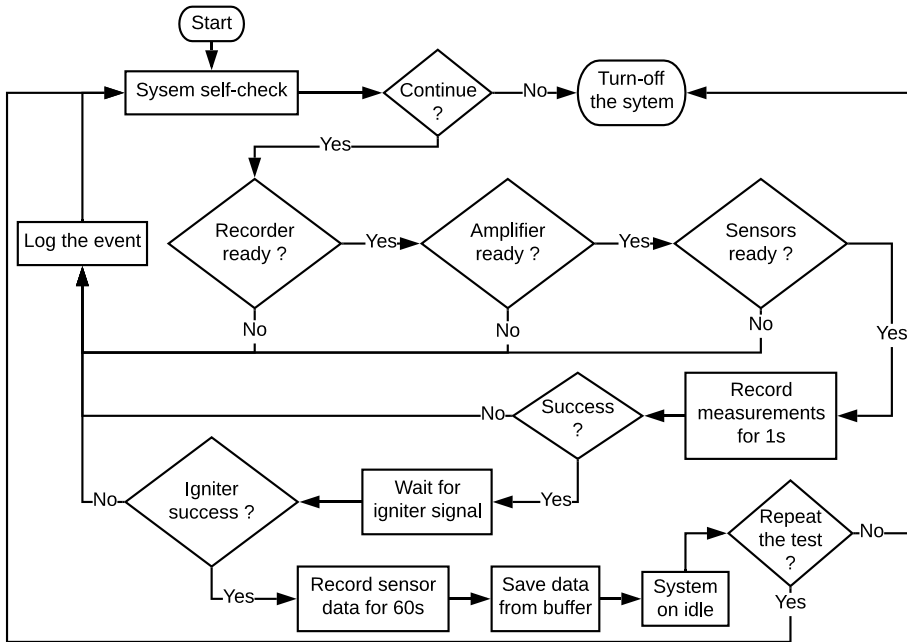 Start
Sysem self-check
Continue
?
No
Turn-off
the sytem
Yes
Log the event
Recorder
ready ?
Yes
Amplifier
ready ?
Yes
Sensors
ready ?
No
No
No
Yes
Record
measurements
for 1s
Success
?
No
Yes
Wait for
igniter signal
Igniter
success ?
No
Yes
Record sensor
data for 60s
Save data
from buffer
System
on idle
Repeat
the test
?
No
Yes